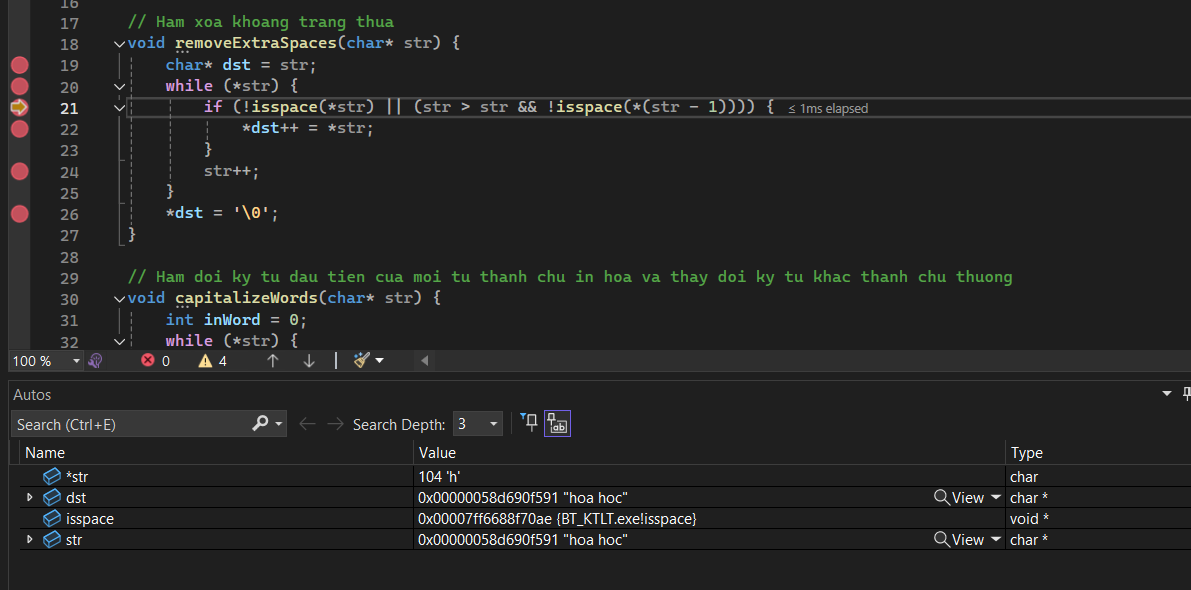 16
17 // Ham xoa khoang trang thua
18 void removeExtraSpaces(char* str) {
19 char* dst = str;
20 while (*str) {
21 if (!isspace(*str) || (str > str && !isspace(*(str - 1)))) { ≤ 1ms elapsed
22 *dst++ = *str;
23 }
24 str++;
25 }
26 *dst = '\0';
27 }
28
29 // Ham doi ky tu dau tien cua moi tu thanh chu in hoa va thay doi ky tu khac thanh chu thuong
30 void capitalizeWords(char* str) {
31 int inWord = 0;
32 while (*str) {
100 % 0 4
Autos
Search (Ctrl+E) Search Depth: 3
Name Value Type
*str 104 'h' char
dst 0x00000058d690f591 "hoa hoc" View char *
isspace 0x00007ff6688f70ae {BT_KTLT.exe!isspace} void *
str 0x00000058d690f591 "hoa hoc" View char *